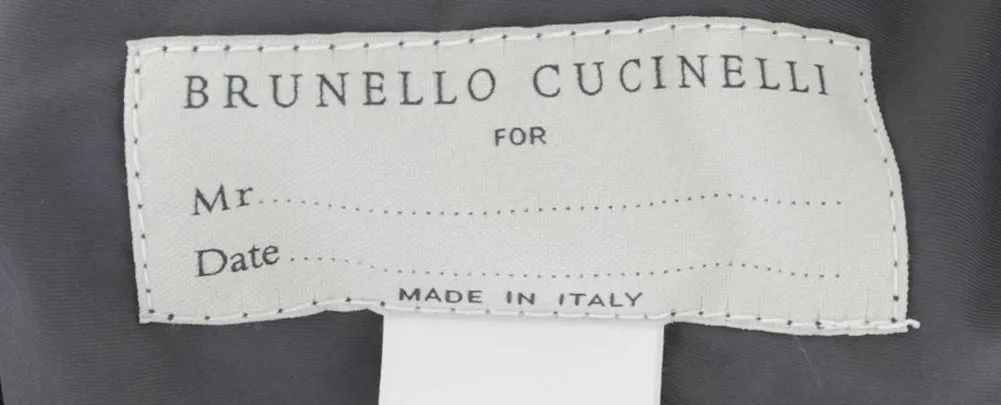 BRUNELLO CUCINELLI
FOR
Mr..............................................................
Date..........................................................
MADE IN ITALY